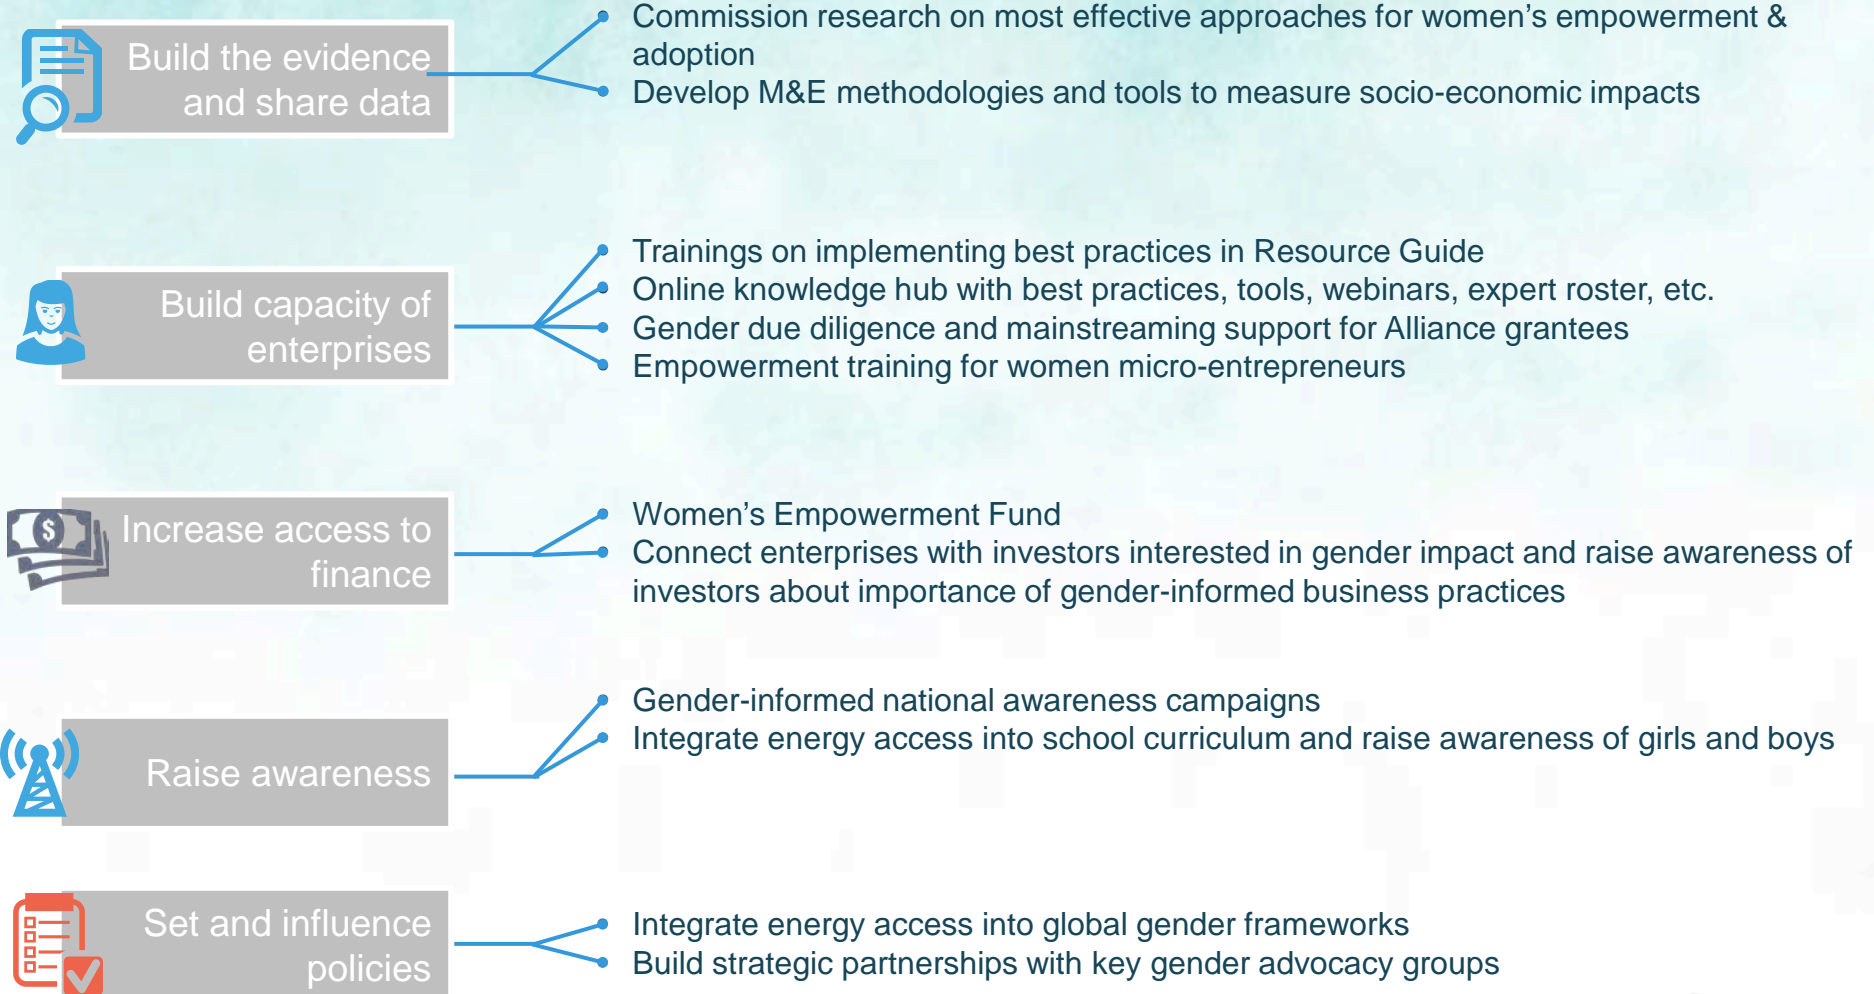 Build the evidence
and share data
Commission research on most effective approaches for women’s empowerment &
adoption
Develop M&E methodologies and tools to measure socio-economic impacts
Build capacity of
enterprises
Trainings on implementing best practices in Resource Guide
Online knowledge hub with best practices, tools, webinars, expert roster, etc.
Gender due diligence and mainstreaming support for Alliance grantees
Empowerment training for women micro-entrepreneurs
$
Increase access to
finance
Women’s Empowerment Fund
Connect enterprises with investors interested in gender impact and raise awareness of
investors about importance of gender-informed business practices
Raise awareness
Gender-informed national awareness campaigns
Integrate energy access into school curriculum and raise awareness of girls and boys
Set and influence
policies
Integrate energy access into global gender frameworks
Build strategic partnerships with key gender advocacy groups